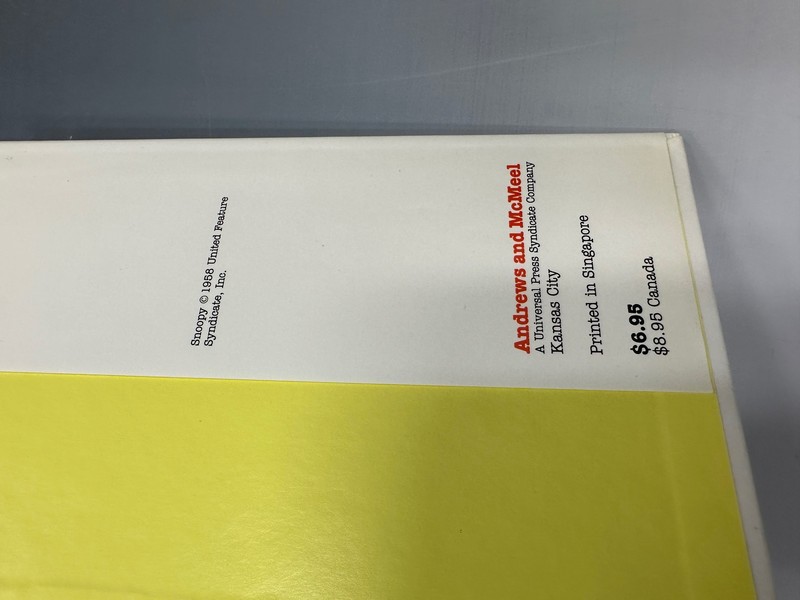 Snoopy © 1958 United Feature
Syndicate, Inc.
Andrews and McMeel
A Universal Press Syndicate Company
Kansas City
Printed in Singapore
$6.95
$8.95 Canada